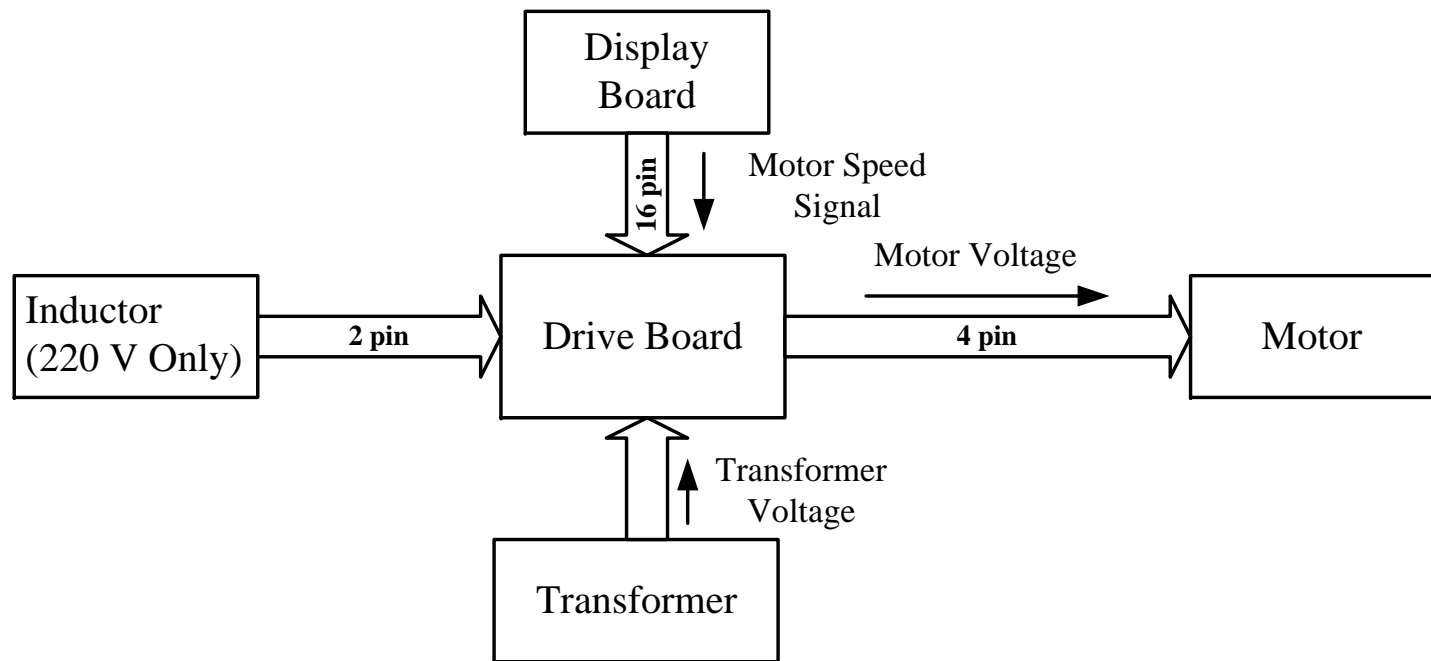 Display
Board
16 pin
Motor Speed
Signal
Motor Voltage
Inductor
(220 V Only)
2 pin
Drive Board
4 pin
Motor
Transformer
Voltage
Transformer